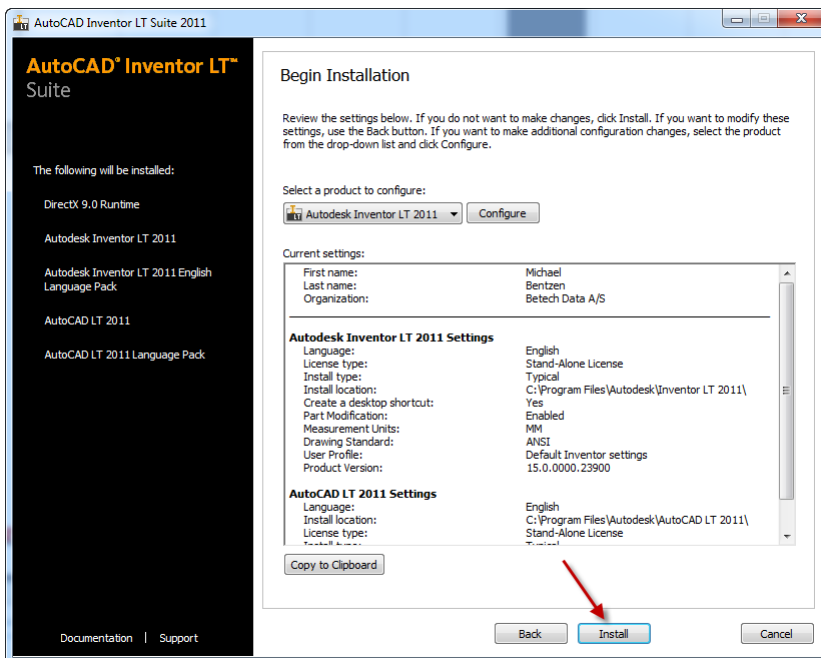 AutoCAD Inventor LT Suite 2011
AutoCAD® Inventor LT™
Suite
The following will be installed:
DirectX 9.0 Runtime
Autodesk Inventor LT 2011
Autodesk Inventor LT 2011 English
Language Pack
AutoCAD LT 2011
AutoCAD LT 2011 Language Pack
Documentation | Support
Begin Installation
Review the settings below. If you do not want to make changes, click Install. If you want to modify these
settings, use the Back button. If you want to make additional configuration changes, select the product
from the drop-down list and click Configure.
Select a product to configure:
Autodesk Inventor LT 2011 Configure
Current settings:
First name: Michael
Last name: Bentzen
Organization: Betech Data A/S
Autodesk Inventor LT 2011 Settings
Language: English
License type: Stand-Alone License
Install type: Typical
Install location: C:\Program Files\Autodesk\Inventor LT 2011\
Create a desktop shortcut: Yes
Part Modification: Enabled
Measurement Units: MM
Drawing Standard: ANSI
User Profile: Default Inventor settings
Product Version: 15.0.0000.23900
AutoCAD LT 2011 Settings
Language: English
Install location: C:\Program Files\Autodesk\AutoCAD LT 2011\
License type: Stand-Alone License
Install type: Typical
Copy to Clipboard
Back Install Cancel